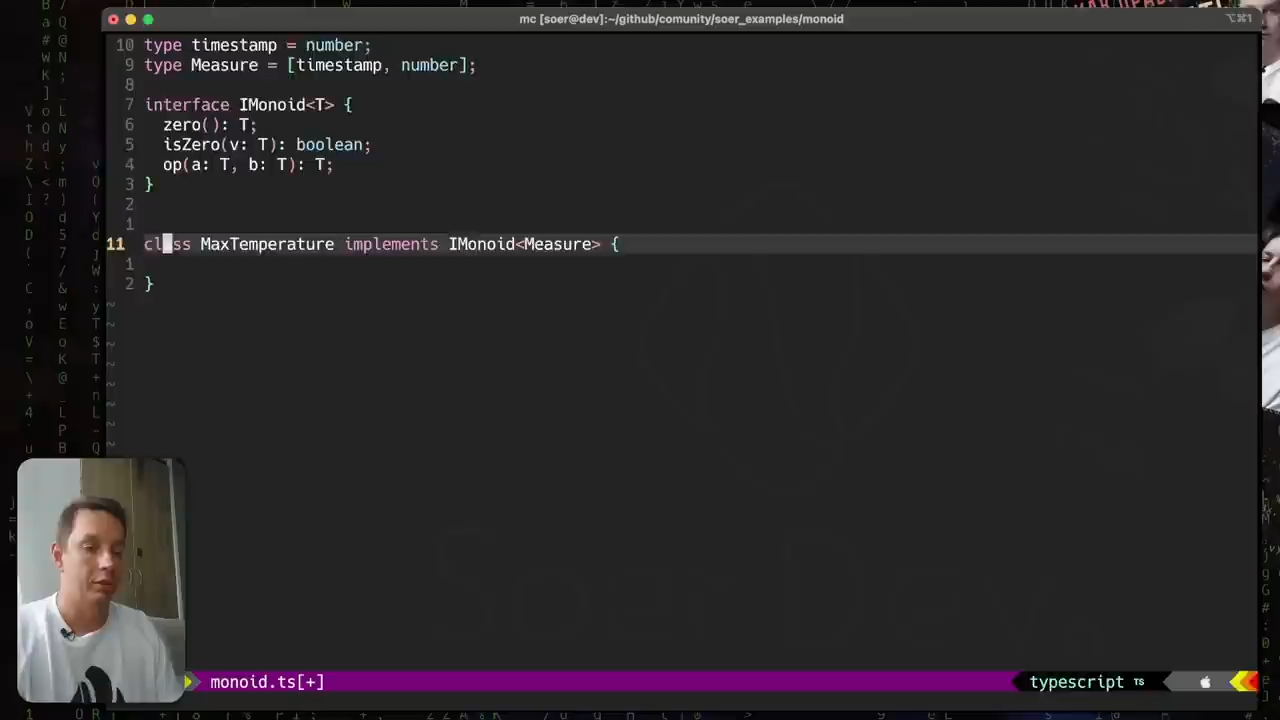 mc [soer@dev]:~/github/comunity/soer_examples/monoid
⌥⌘1
10 type timestamp = number;
9 type Measure = [timestamp, number];
8
7 interface IMonoid<T> {
6 zero(): T;
5 isZero(v: T): boolean;
4 op(a: T, b: T): T;
3 }
2
1
11 class MaxTemperature implements IMonoid<Measure> {
1
2 }
~
~
~
~
~
~
~
~
monoid.ts[+]
typescript TS